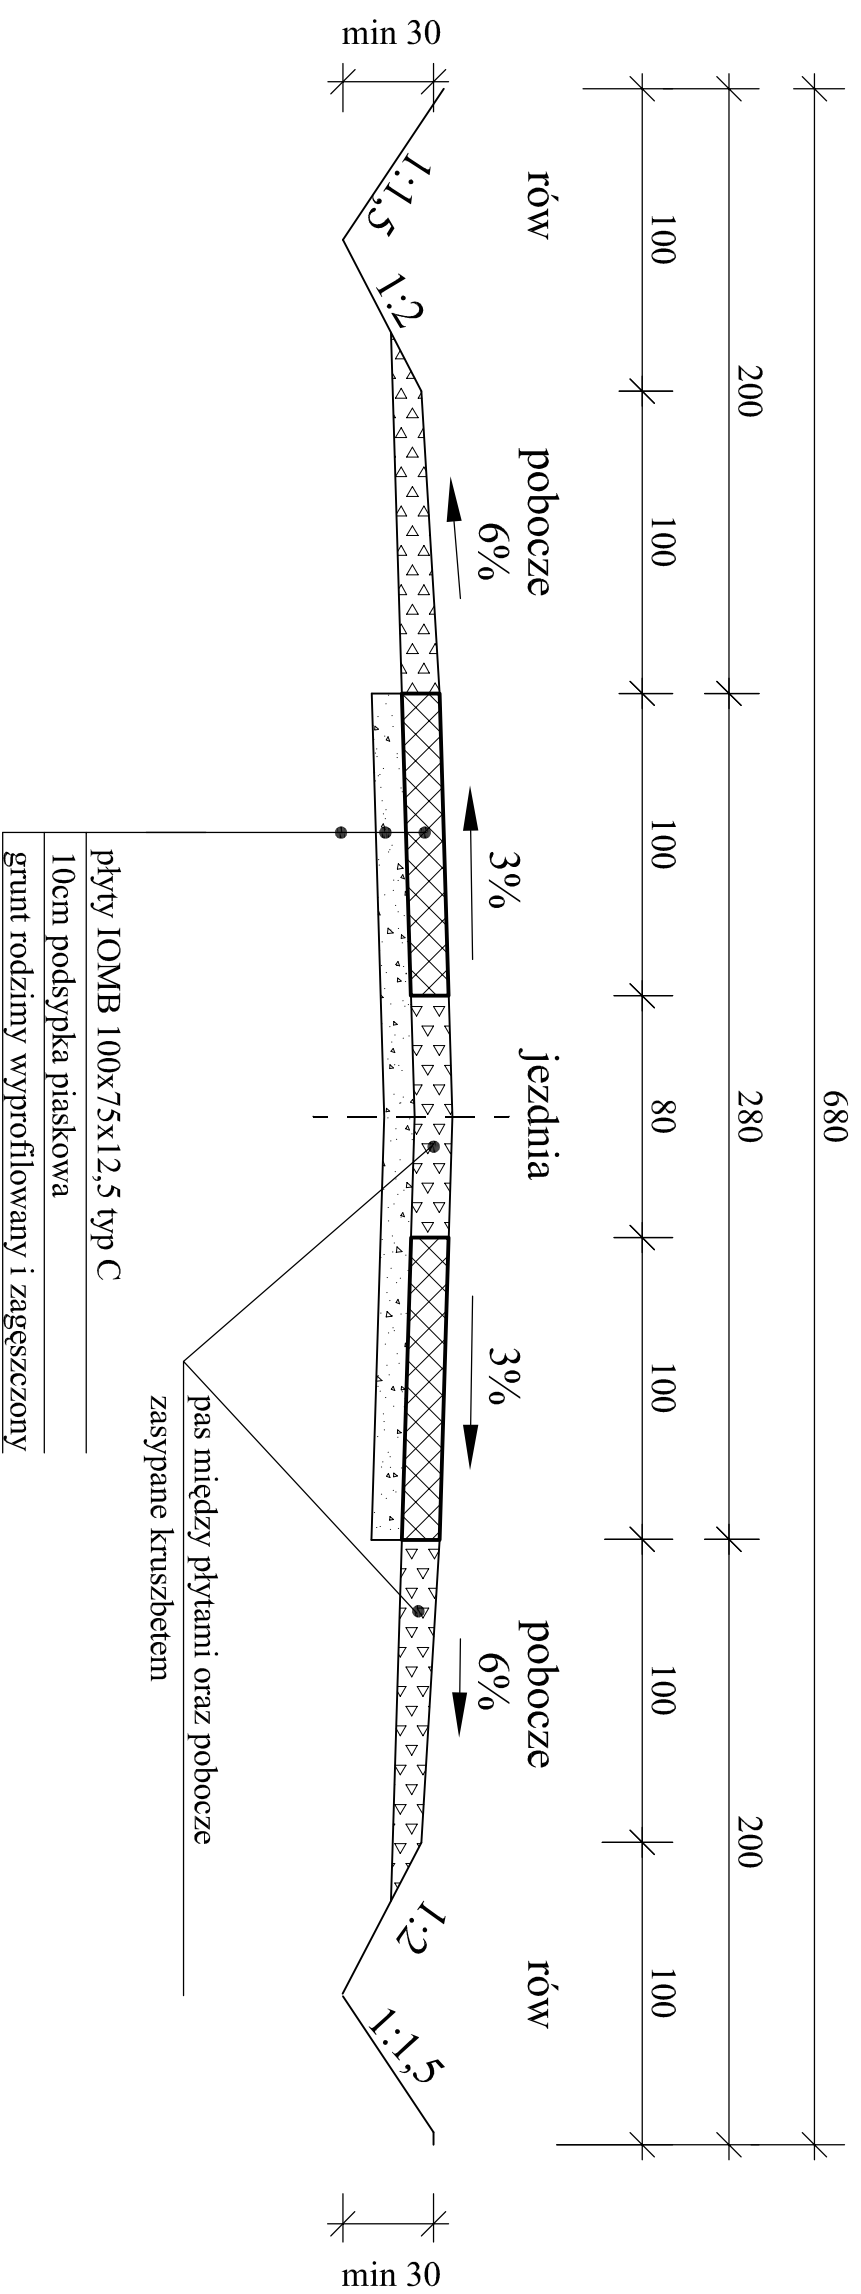 680
200
280
200
100
100
100
80
100
100
100
rów
pobocze
jezdnia
pobocze
rów
6%
3%
3%
6%
min 30
1:1,5
1:2
1:2
1:1,5
min 30
płyty IOMB 100x75x12,5 typ C
10cm podsypka piaskowa
grunt rodzimy wyprofilowany i zagęszczony
pas między płytami oraz pobocze
zasypane kruszbetem